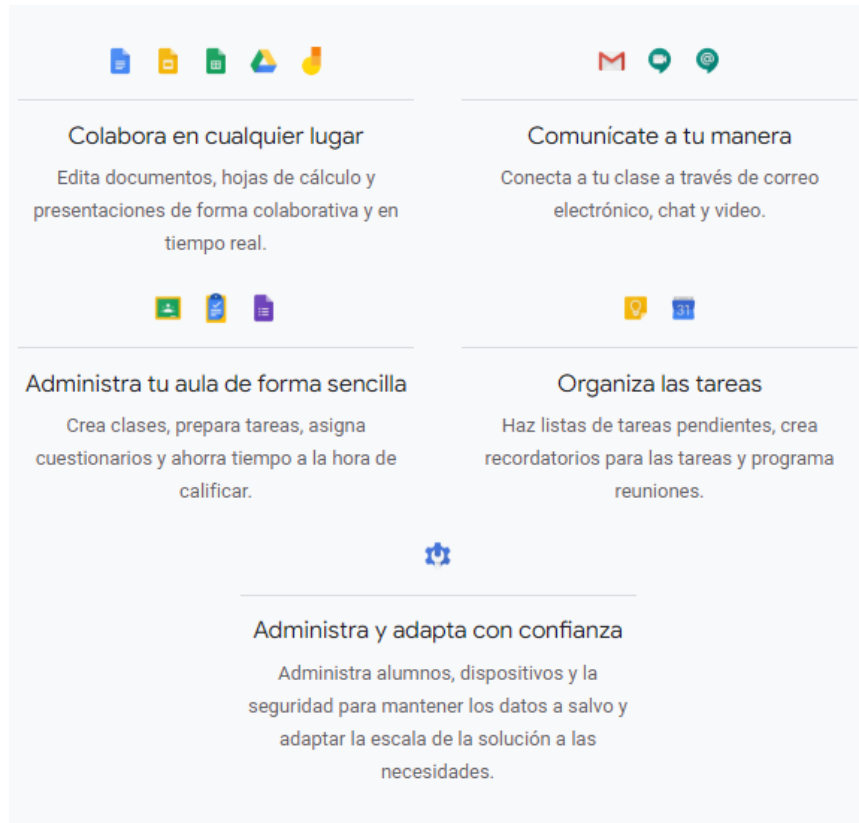 Colabora en cualquier lugar
Edita documentos, hojas de cálculo y
presentaciones de forma colaborativa y en
tiempo real.
Comunícate a tu manera
Conecta a tu clase a través de correo
electrónico, chat y video.
31
Administra tu aula de forma sencilla
Crea clases, prepara tareas, asigna
cuestionarios y ahorra tiempo a la hora de
calificar.
Organiza las tareas
Haz listas de tareas pendientes, crea
recordatorios para las tareas y programa
reuniones.
Administra y adapta con confianza
Administra alumnos, dispositivos y la
seguridad para mantener los datos a salvo y
adaptar la escala de la solución a las
necesidades.